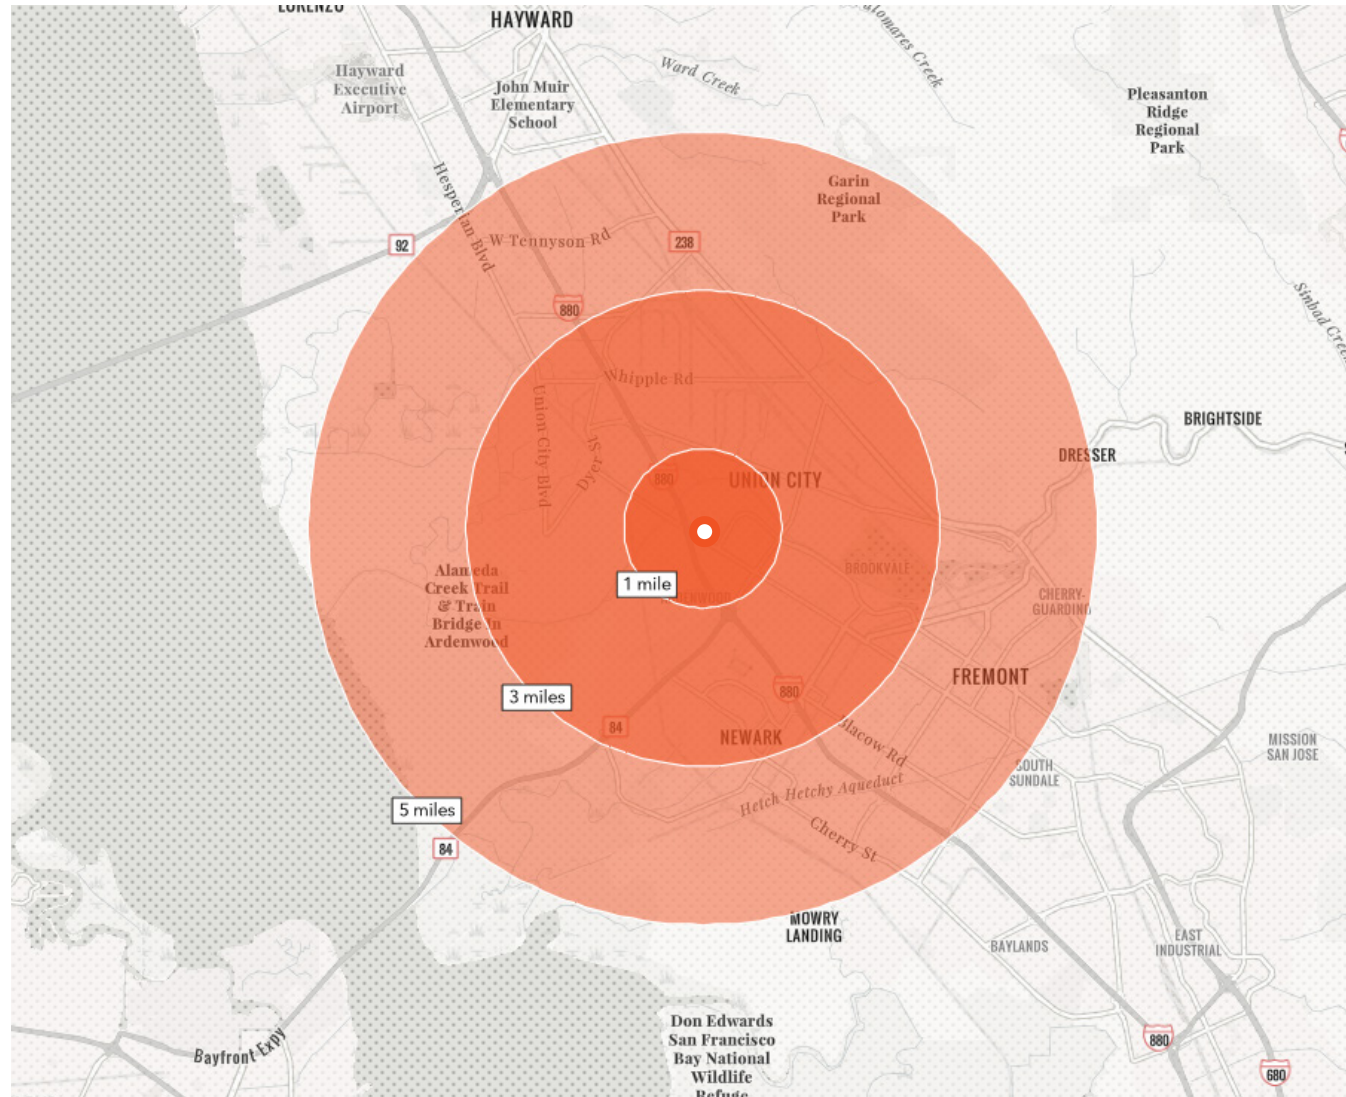 HAYWARD
Hayward
Executive
Airport
John Muir
Elementary
School
Ward Creek
Palomares Creek
Pleasanton
Ridge
Regional
Park
Garin
Regional
Park
Hesperian Blvd
92
W Tennyson Rd
238
880
Sinbad Creek
Whipple Rd
Union City Blvd
Dyer St
880
UNION CITY
BRIGHTSIDE
DRESSER
BROOKVALE
1 mile
CHERRY-
GUARDINO
Alameda
Creek Trail
& Train
Bridge in
Ardenwood
FREMONT
3 miles
880
84
NEWARK
Blacow Rd
MISSION
SAN JOSE
SOUTH
SUNDALE
Hetch Hetchy Aqueduct
5 miles
Cherry St
84
MOWRY
LANDING
BAYLANDS
EAST
INDUSTRIAL
Don Edwards
San Francisco
Bay National
Wildlife
Refuge
Bayfront Expy
880
680